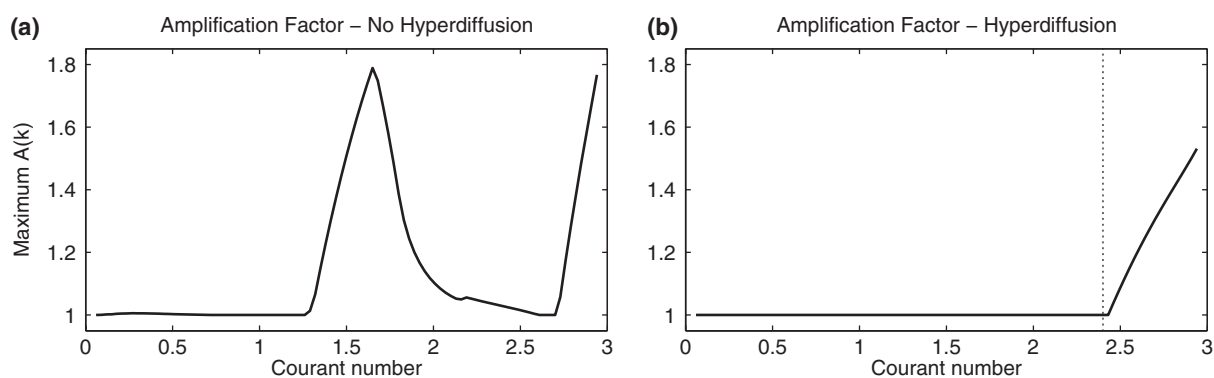 (a)
Amplification Factor – No Hyperdiffusion
Maximum A(k)
1.8
1.6
1.4
1.2
1
0 0.5 1 1.5 2 2.5 3
Courant number
(b)
Amplification Factor – Hyperdiffusion
1.8
1.6
1.4
1.2
1
0 0.5 1 1.5 2 2.5 3
Courant number